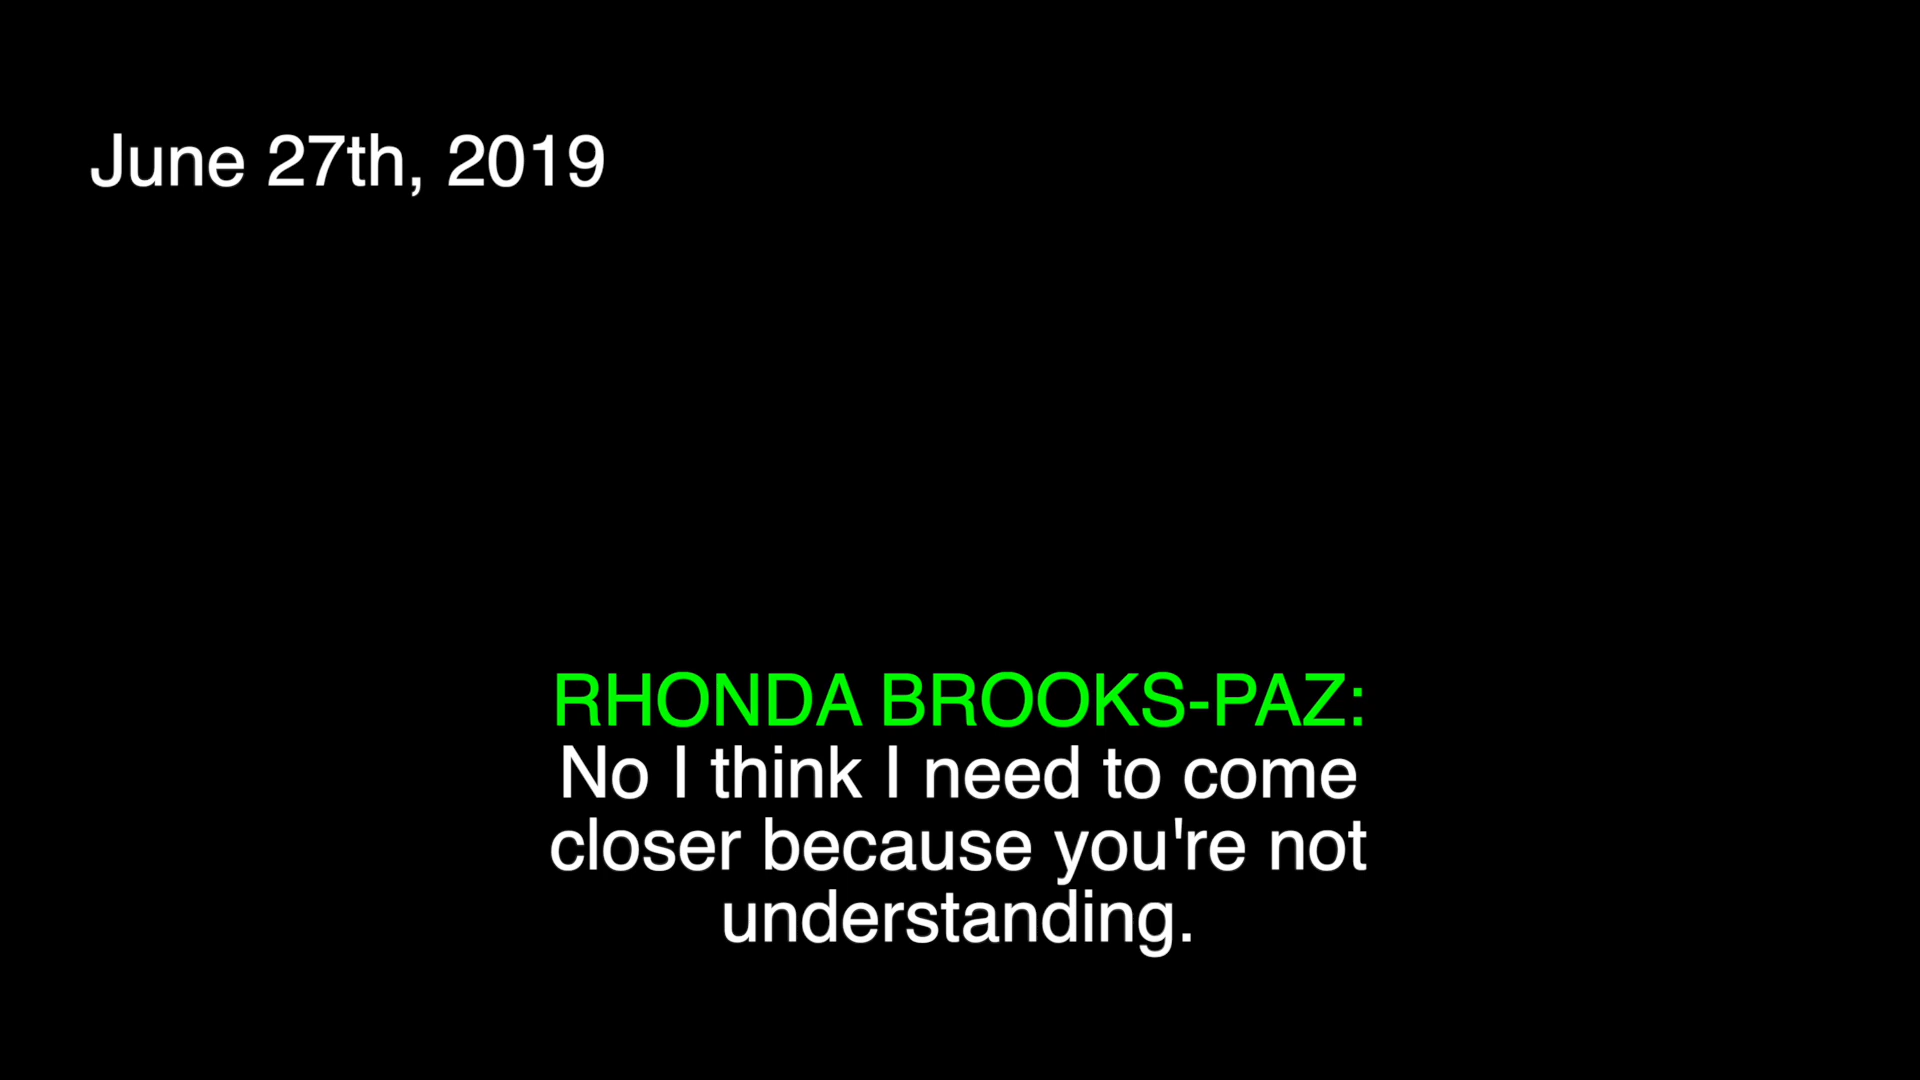 June 27th, 2019
RHONDA BROOKS-PAZ:
No I think I need to come
closer because you're not
understanding.